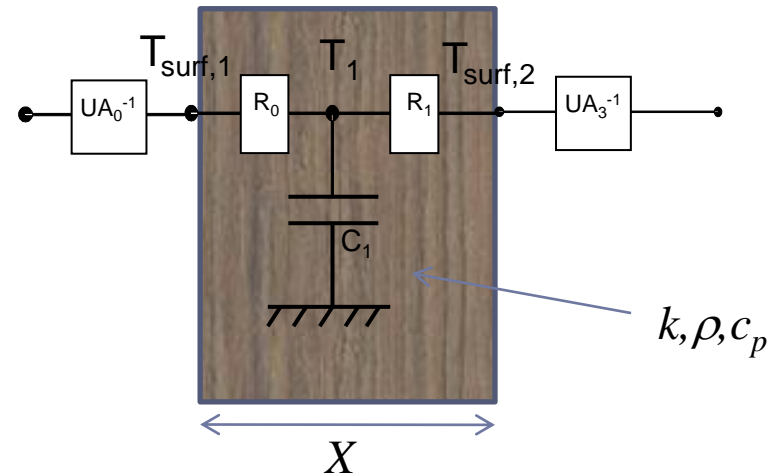 T_surf,1
T_1
T_surf,2
UA_0^-1
R_0
R_1
UA_3^-1
C_1
k, ρ, c_p
X